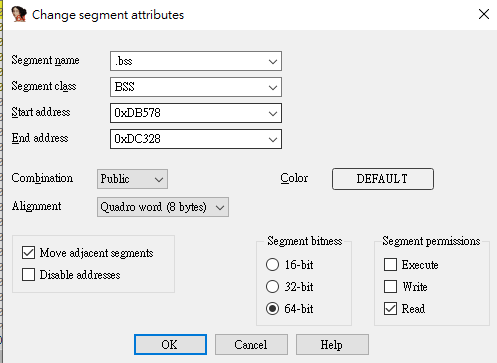 Change segment attributes
Segment name .bss
Segment class BSS
Start address 0xDB578
End address 0xDC328
Combination Public Color DEFAULT
Alignment Quadro word (8 bytes)
Segment bitness Segment permissions
Move adjacent segments 16-bit Execute
Disable addresses 32-bit Write
64-bit Read
OK Cancel Help